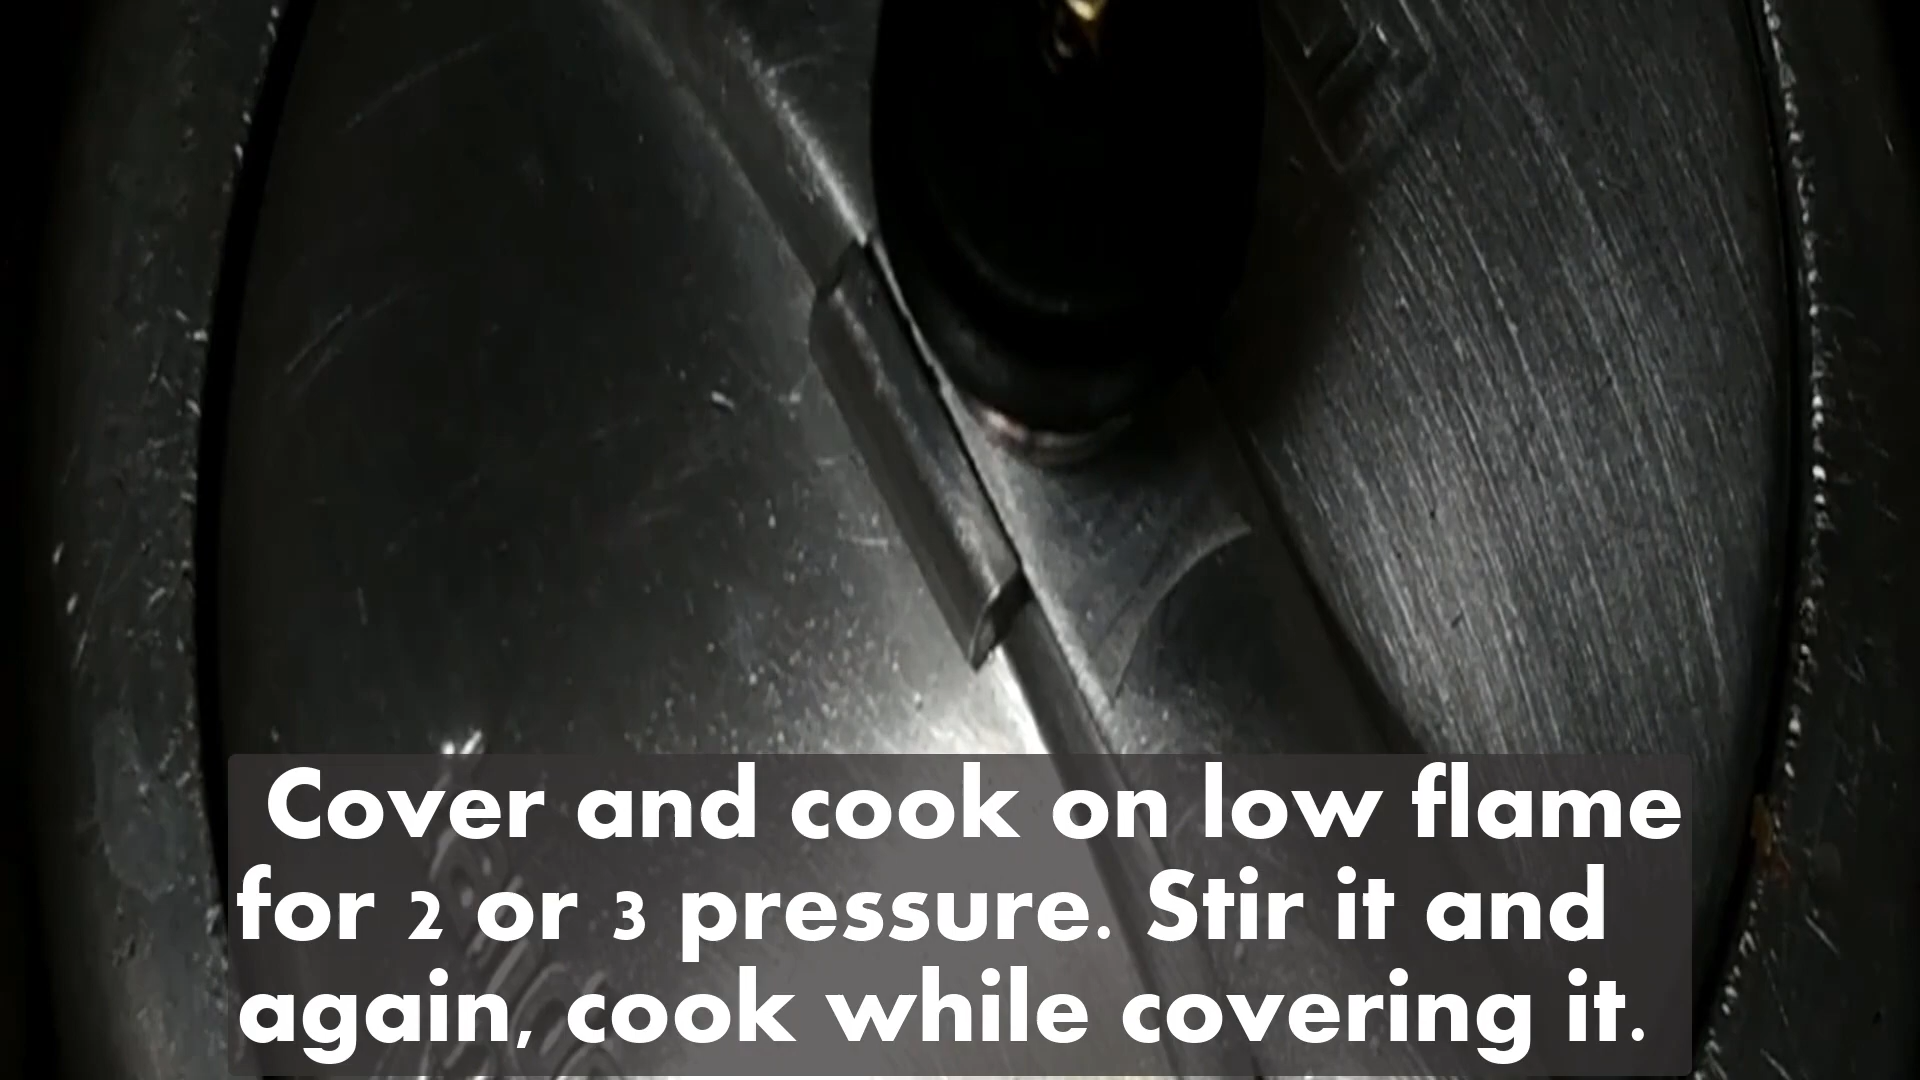 Cover and cook on low flame
for 2 or 3 pressure. Stir it and
again, cook while covering it.